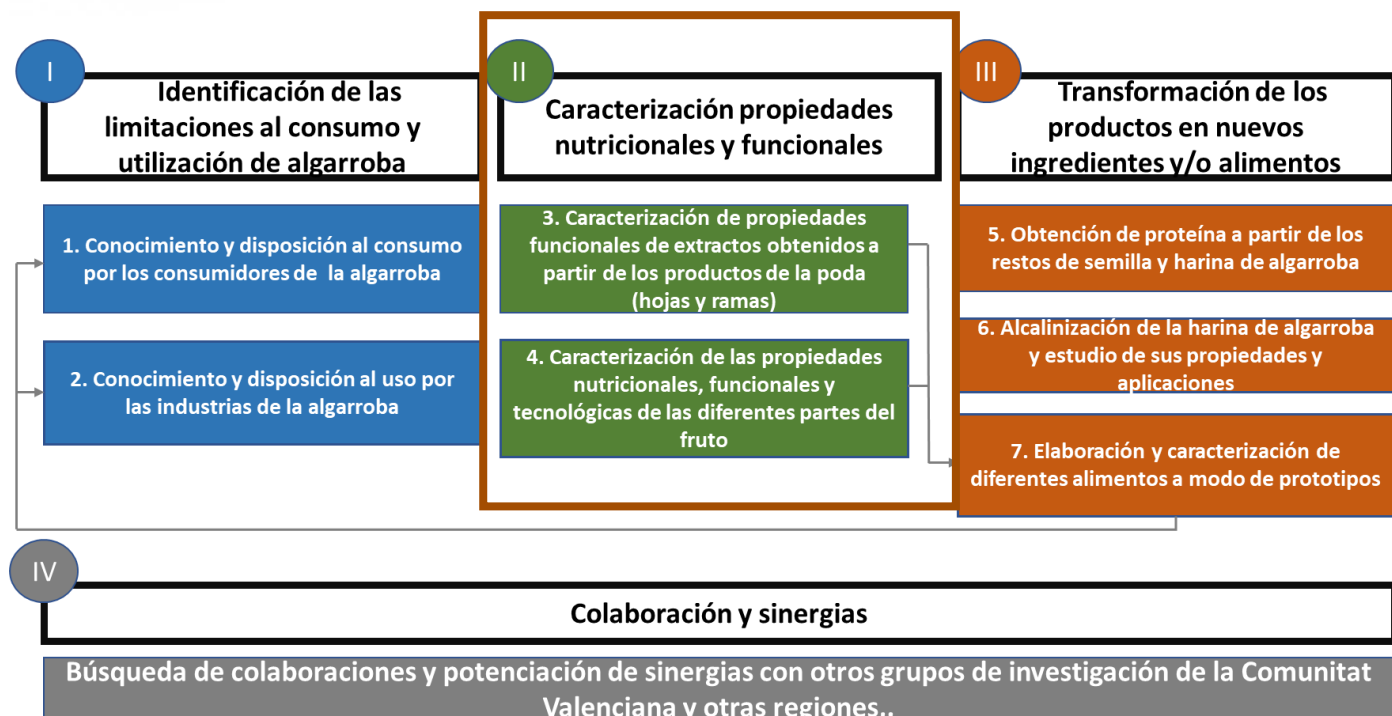 I
Identificación de las
limitaciones al consumo y
utilización de algarroba
1. Conocimiento y disposición al consumo
por los consumidores de la algarroba
2. Conocimiento y disposición al uso por
las industrias de la algarroba
II
Caracterización propiedades
nutricionales y funcionales
3. Caracterización de propiedades
funcionales de extractos obtenidos a
partir de los productos de la poda
(hojas y ramas)
4. Caracterización de las propiedades
nutricionales, funcionales y
tecnológicas de las diferentes partes del
fruto
III
Transformación de los
productos en nuevos
ingredientes y/o alimentos
5. Obtención de proteína a partir de los
restos de semilla y harina de algarroba
6. Alcalinización de la harina de algarroba
y estudio de sus propiedades y
aplicaciones
7. Elaboración y caracterización de
diferentes alimentos a modo de prototipos
IV
Colaboración y sinergias
Búsqueda de colaboraciones y potenciación de sinergias con otros grupos de investigación de la Comunitat
Valenciana y otras regiones..